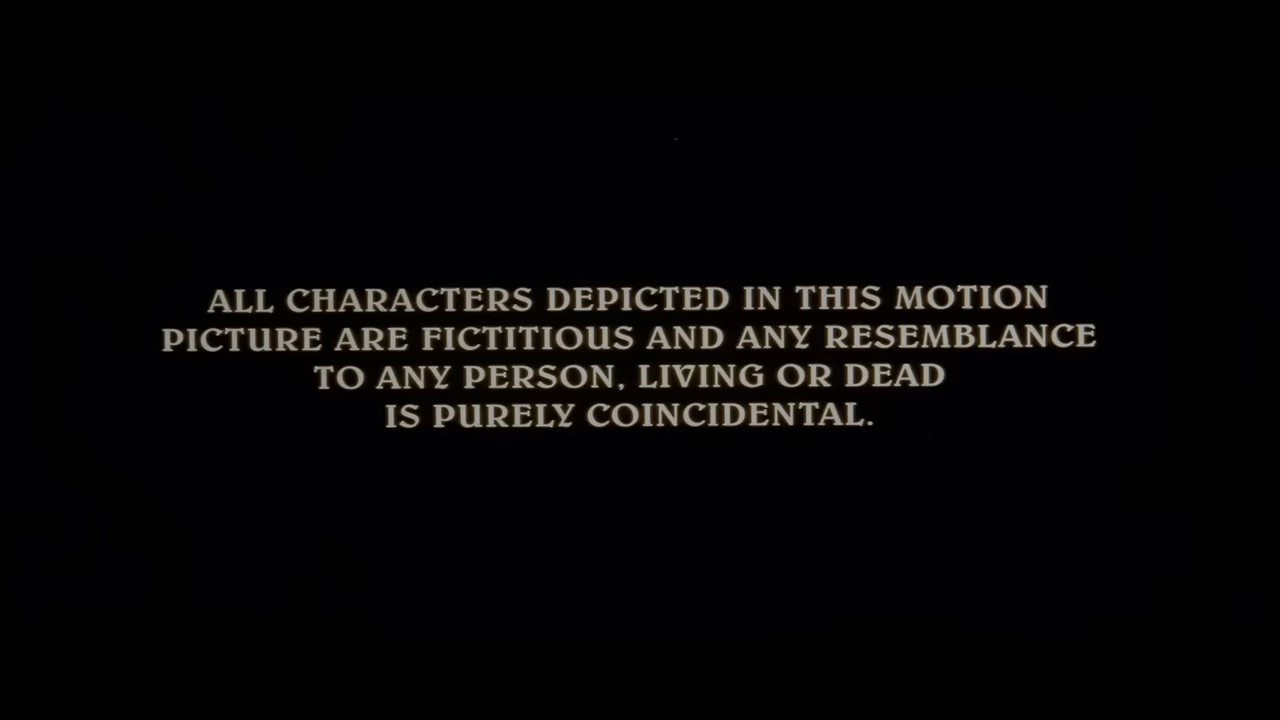 ALL CHARACTERS DEPICTED IN THIS MOTION
PICTURE ARE FICTITIOUS AND ANY RESEMBLANCE
TO ANY PERSON, LIVING OR DEAD
IS PURELY COINCIDENTAL.